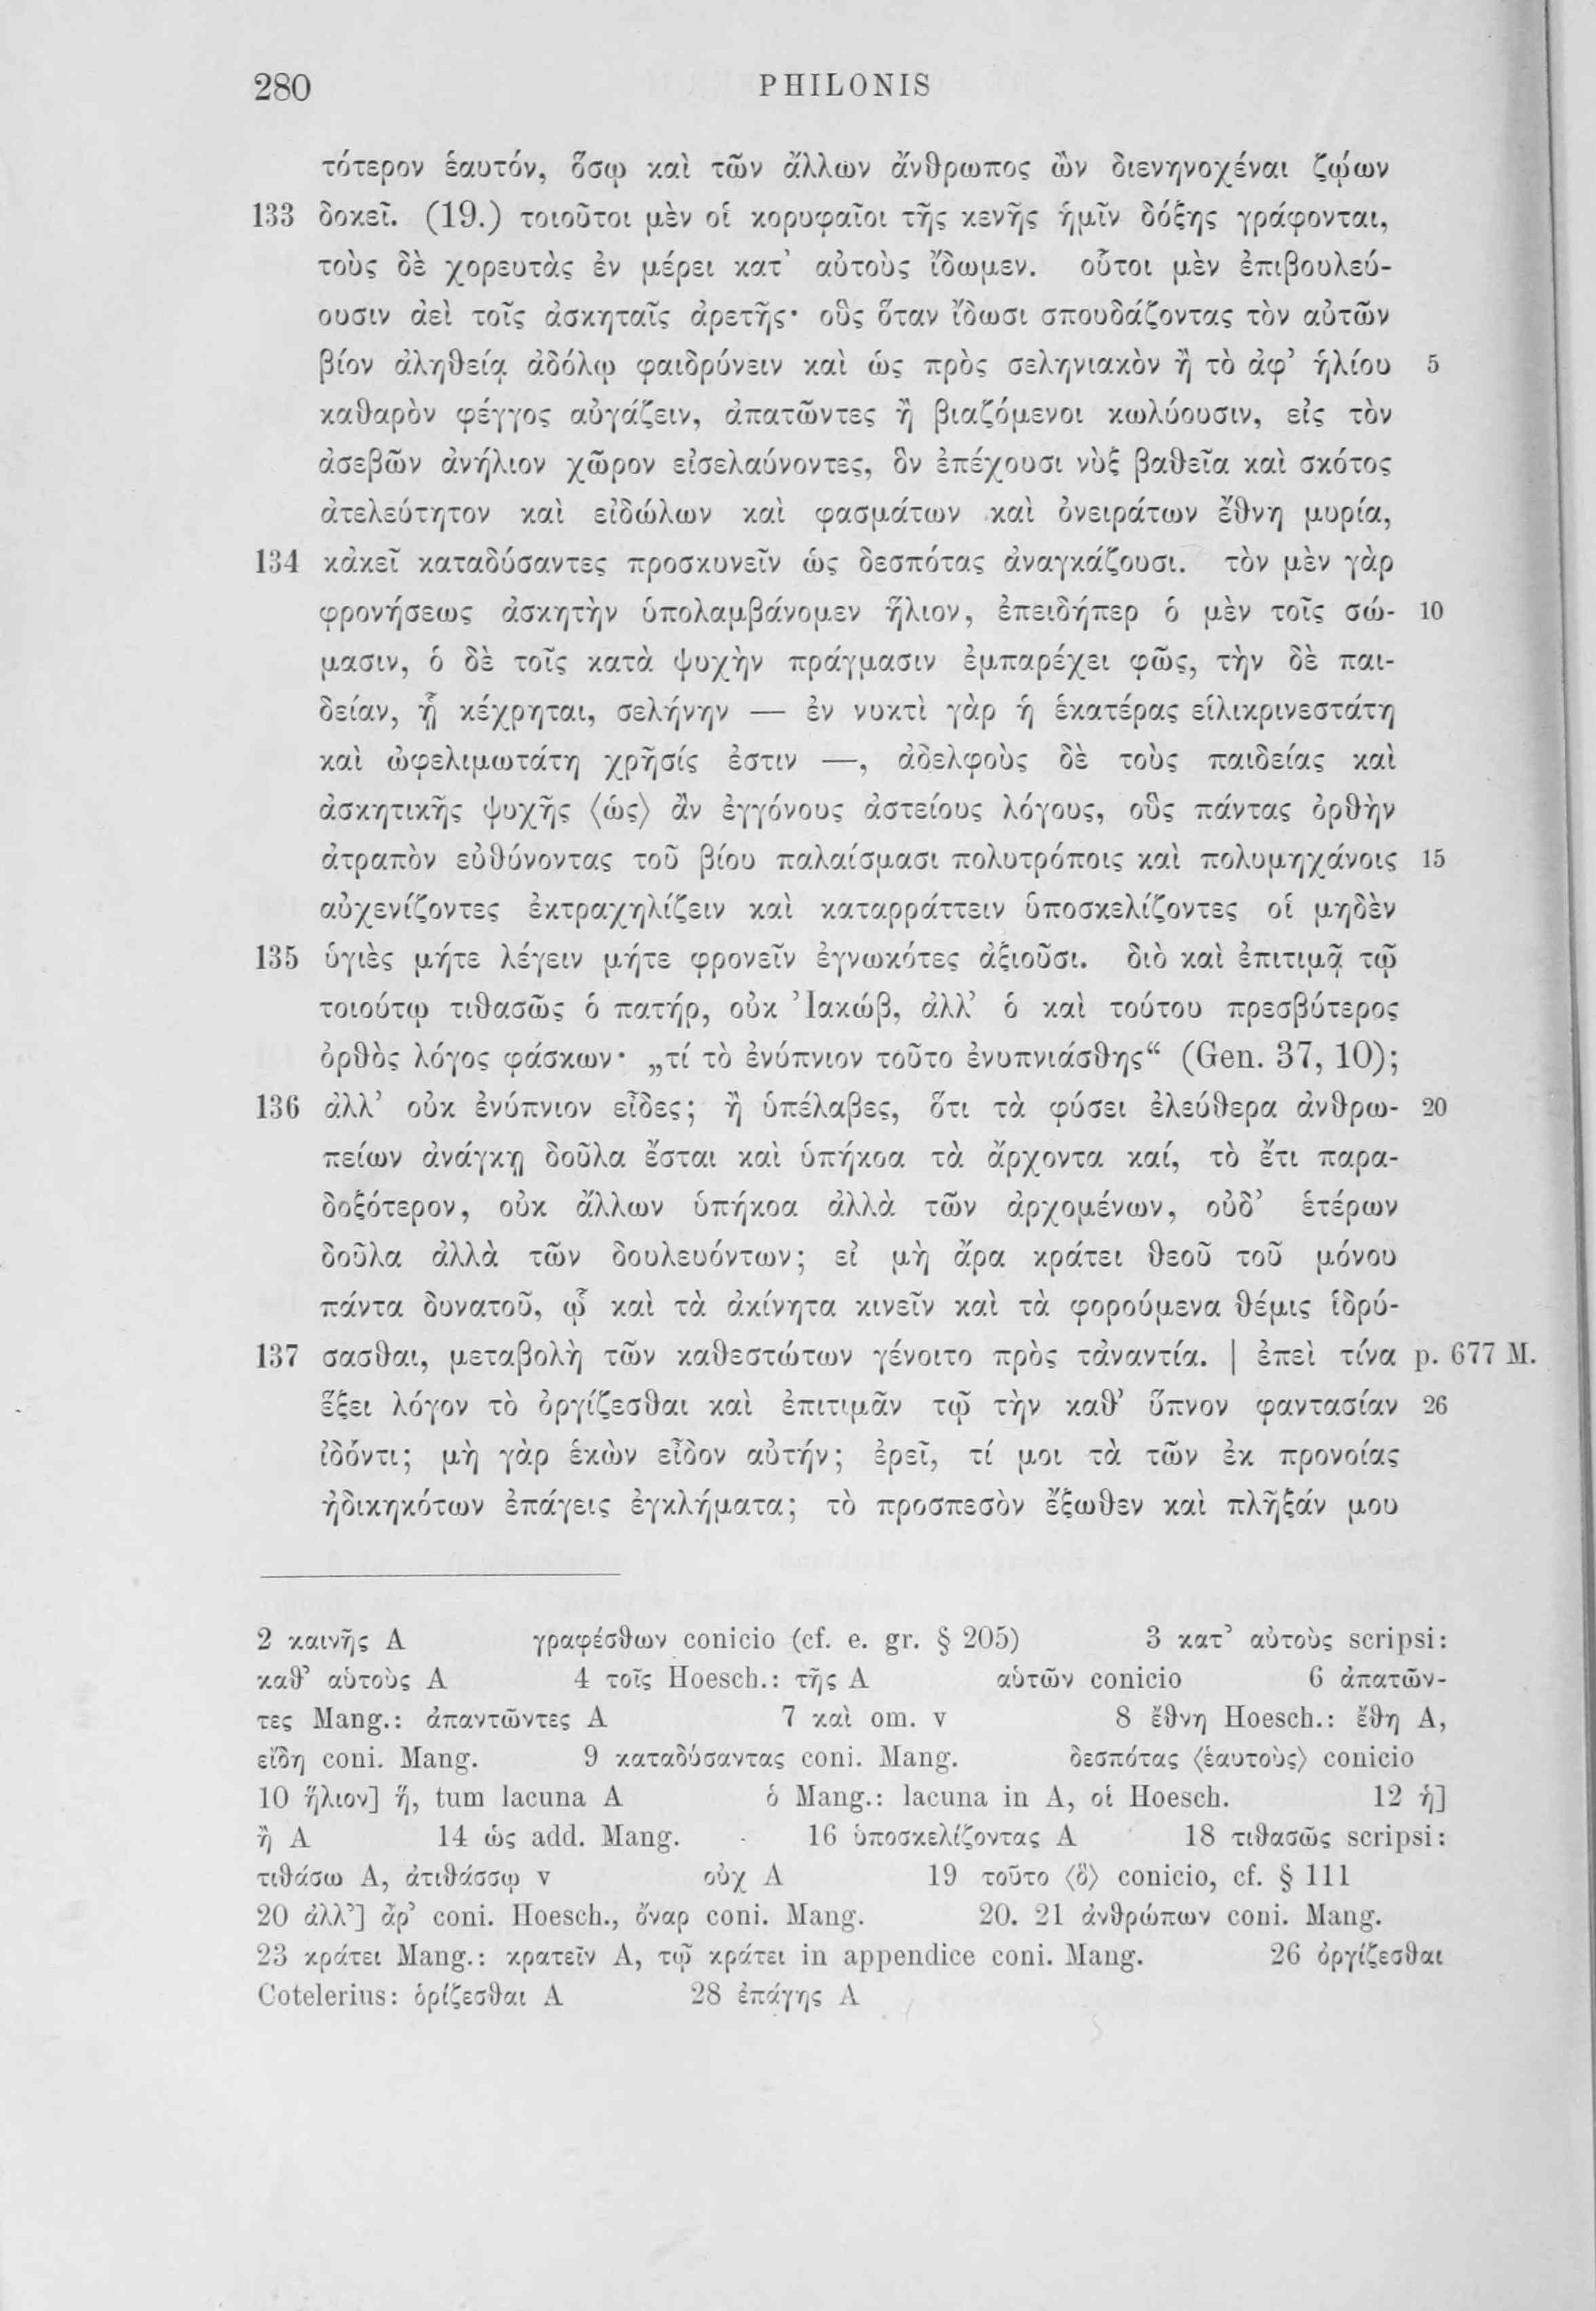 280 PHILONIS
τότερον ἑαυτόν, ὅσῳ καὶ τῶν ἄλλων ἄνθρωπος ὢν διενηνοχέναι ζῴων
133 δοκεῖ. (19.) τοιοῦτοι μὲν οἱ κορυφαῖοι τῆς κενῆς ἡμῖν δόξης γράφονται,
τοὺς δὲ χορευτὰς ἐν μέρει κατ’ αὐτοὺς ἴδωμεν. οὗτοι μὲν ἐπιβουλεύ-
ουσιν ἀεὶ τοῖς ἀσκηταῖς ἀρετῆς· οὓς ὅταν ἴδωσι σπουδάζοντας τὸν αὐτῶν
βίον ἀληθείᾳ ἀδόλῳ φαιδρύνειν καὶ ὡς πρὸς σεληνιακὸν ἢ τὸ ἀφ’ ἡλίου 5
καθαρὸν φέγγος αὐγάζειν, ἀπατῶντες ἢ βιαζόμενοι κωλύουσιν, εἰς τὸν
ἀσεβῶν ἀνήλιον χῶρον εἰσελαύνοντες, ὃν ἐπέχουσι νὺξ βαθεῖα καὶ σκότος
ἀτελεύτητον καὶ εἰδώλων καὶ φασμάτων καὶ ὀνειράτων ἔθνη μυρία,
134 κἀκεῖ καταδύσαντες προσκυνεῖν ὡς δεσπότας ἀναγκάζουσι. τὸν μὲν γὰρ
φρονήσεως ἀσκητὴν ὑπολαμβάνομεν ἥλιον, ἐπειδήπερ ὁ μὲν τοῖς σώ- 10
μασιν, ὁ δὲ τοῖς κατὰ ψυχὴν πράγμασιν ἐμπαρέχει φῶς, τὴν δὲ παι-
δείαν, ᾗ κέχρηται, σελήνην — ἐν νυκτὶ γὰρ ἡ ἑκατέρας εἱλικρινεστάτη
καὶ ὠφελιμωτάτη χρῆσίς ἐστιν —, ἀδελφοὺς δὲ τοὺς παιδείας καὶ
ἀσκητικῆς ψυχῆς ⟨ὡς⟩ ἂν ἐγγόνους ἀστείους λόγους, οὓς πάντας ὀρθὴν
ἀτραπὸν εὐθύνοντας τοῦ βίου παλαίσμασι πολυτρόποις καὶ πολυμηχάνοις 15
αὐχενίζοντες ἐκτραχηλίζειν καὶ καταρράττειν ὑποσκελίζοντες οἱ μηδὲν
135 ὑγιὲς μήτε λέγειν μήτε φρονεῖν ἐγνωκότες ἀξιοῦσι. διὸ καὶ ἐπιτιμᾷ τῷ
τοιούτῳ τιθασῶς ὁ πατήρ, οὐκ Ἰακώβ, ἀλλ’ ὁ καὶ τούτου πρεσβύτερος
ὀρθὸς λόγος φάσκων· „τί τὸ ἐνύπνιον τοῦτο ἐνυπνιάσθης“ (Gen. 37, 10);
136 ἀλλ’ οὐκ ἐνύπνιον εἶδες; ἢ ὑπέλαβες, ὅτι τὰ φύσει ἐλεύθερα ἀνθρω- 20
πείων ἀνάγκῃ δοῦλα ἔσται καὶ ὑπήκοα τὰ ἄρχοντα καί, τὸ ἔτι παρα-
δοξότερον, οὐκ ἄλλων ὑπήκοα ἀλλὰ τῶν ἀρχομένων, οὐδ’ ἑτέρων
δοῦλα ἀλλὰ τῶν δουλευόντων; εἰ μὴ ἄρα κράτει θεοῦ τοῦ μόνου
πάντα δυνατοῦ, ᾧ καὶ τὰ ἀκίνητα κινεῖν καὶ τὰ φορούμενα θέμις ἱδρύ-
137 σασθαι, μεταβολὴ τῶν καθεστώτων γένοιτο πρὸς τἀναντία. | ἐπεὶ τίνα p. 677 M.
ἕξει λόγον τὸ ὀργίζεσθαι καὶ ἐπιτιμᾶν τῷ τὴν καθ’ ὕπνον φαντασίαν 26
ἰδόντι; μὴ γὰρ ἑκὼν εἶδον αὐτήν; ἐρεῖ, τί μοι τὰ τῶν ἐκ προνοίας
ἠδικηκότων ἐπάγεις ἐγκλήματα; τὸ προσπεσὸν ἔξωθεν καὶ πλῆξάν μου
2 καινῆς A γραφέσθων conicio (cf. e. gr. § 205) 3 κατ’ αὐτοὺς scripsi:
καθ’ αὑτοὺς A 4 τοῖς Hoesch.: τῆς A αὑτῶν conicio 6 ἀπατῶν-
τες Mang.: ἀπαντῶντες A 7 καὶ om. v 8 ἔθνη Hoesch.: ἔθη A,
εἴδη coni. Mang. 9 καταδύσαντας coni. Mang. δεσπότας ⟨ἑαυτοὺς⟩ conicio
10 ἥλιον] ἥ, tum lacuna A ὁ Mang.: lacuna in A, οἱ Hoesch. 12 ἡ]
ἢ A 14 ὡς add. Mang. 16 ὑποσκελίζοντας A 18 τιθασῶς scripsi:
τιθάσω A, ἀτιθάσσῳ v οὐχ A 19 τοῦτο ⟨ὃ⟩ conicio, cf. § 111
20 ἀλλ’] ἆρ’ coni. Hoesch., ὄναρ coni. Mang. 20. 21 ἀνθρώπων coni. Mang.
23 κράτει Mang.: κρατεῖν A, τῷ κράτει in appendice coni. Mang. 26 ὀργίζεσθαι
Cotelerius: ὁρίζεσθαι A 28 ἐπάγης A